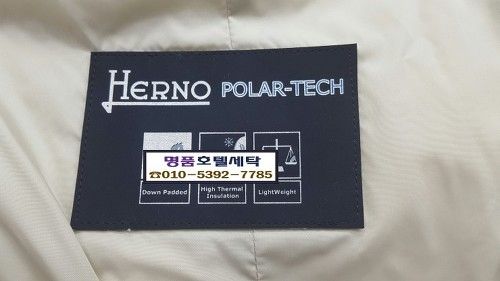 HERNO POLAR-TECH
명품호텔세탁
☎010-5392-7785
Down Padded High Thermal Insulation LightWeight